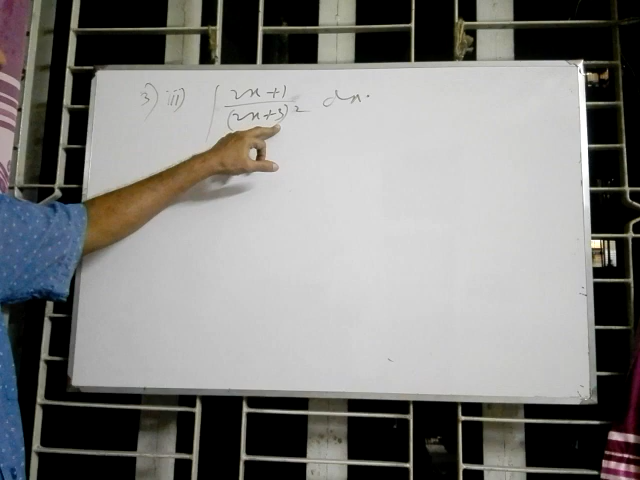 3) iii) ∫ (2x+1)/(2x+3)² dx.